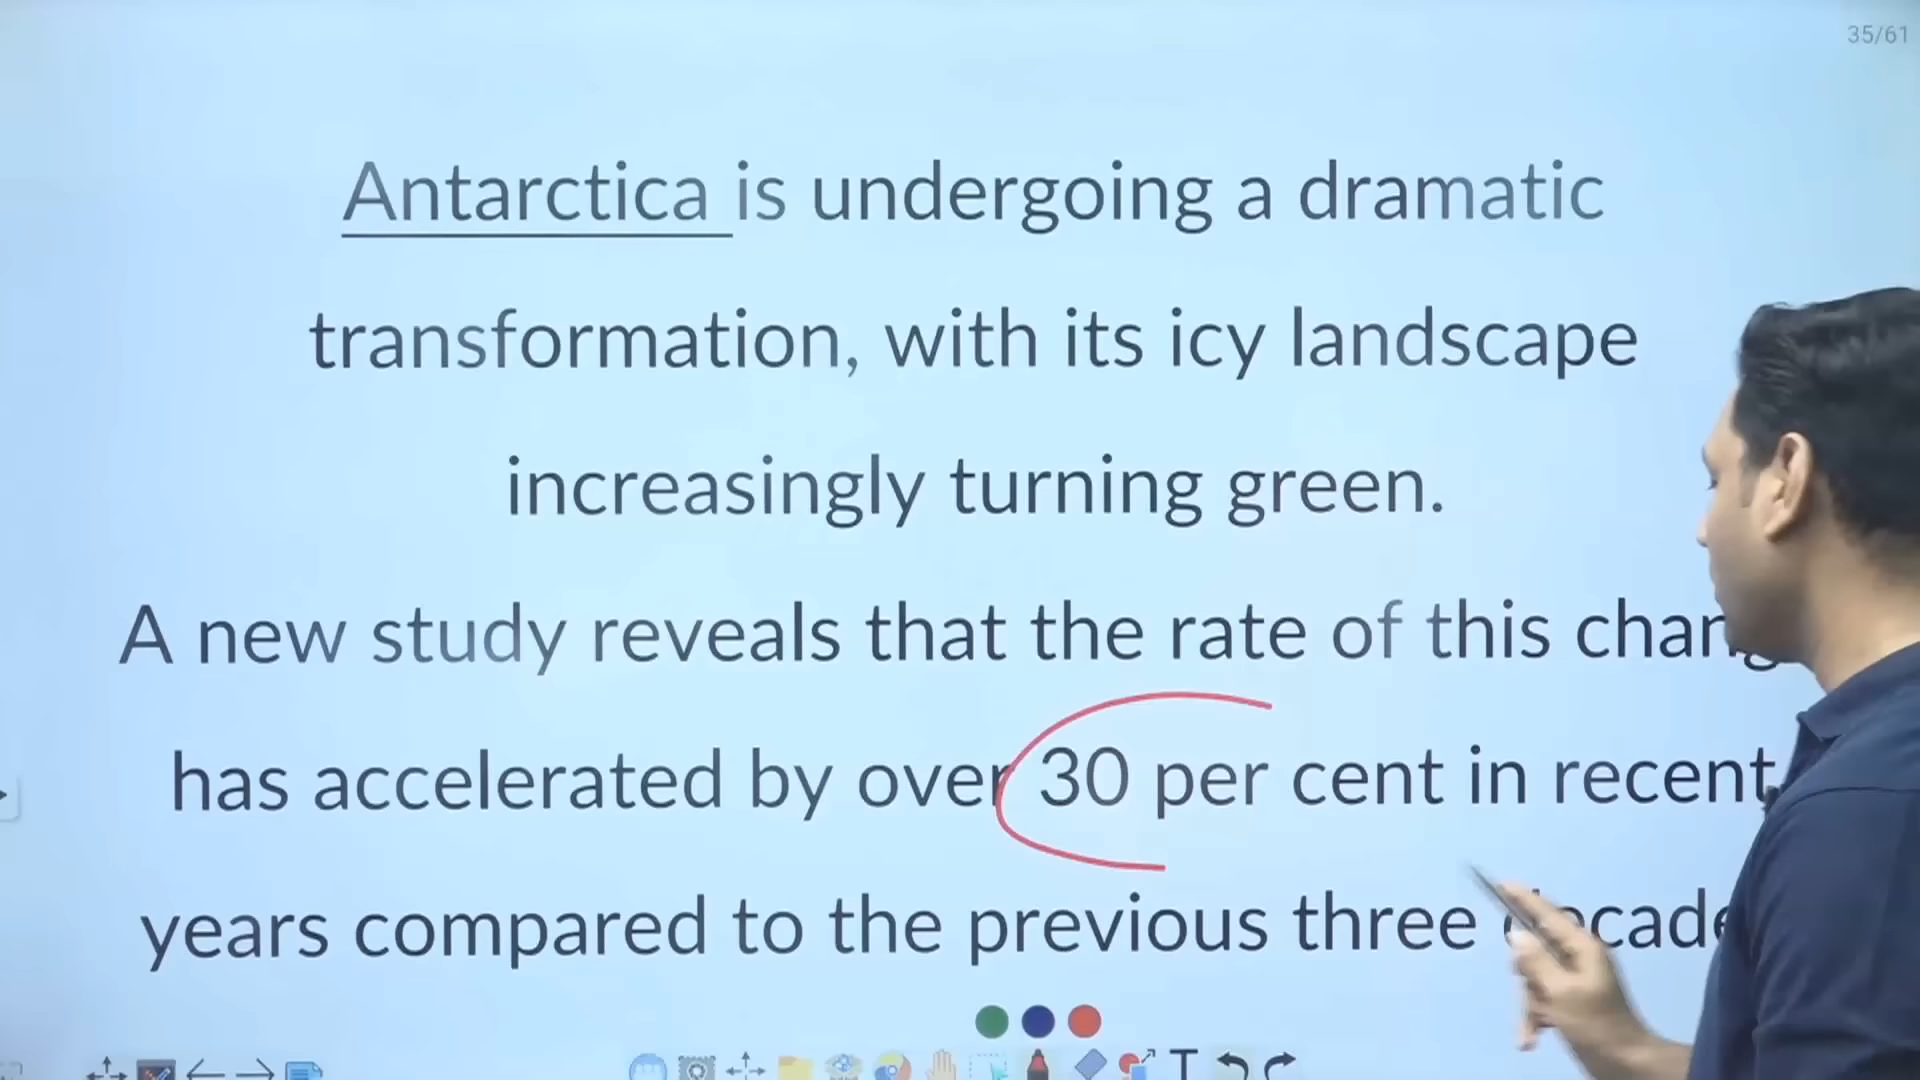 35/61
Antarctica is undergoing a dramatic
transformation, with its icy landscape
increasingly turning green.
A new study reveals that the rate of this
has accelerated by over 30 per cent in recent
years compared to the previous three
T